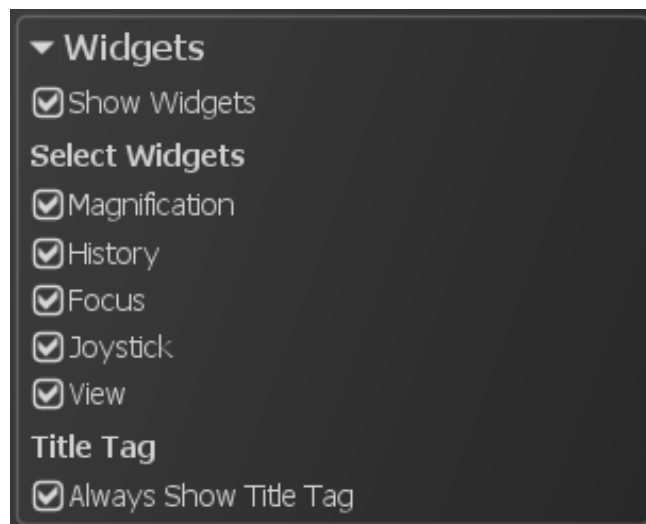 Widgets
Show Widgets
Select Widgets
Magnification
History
Focus
Joystick
View
Title Tag
Always Show Title Tag